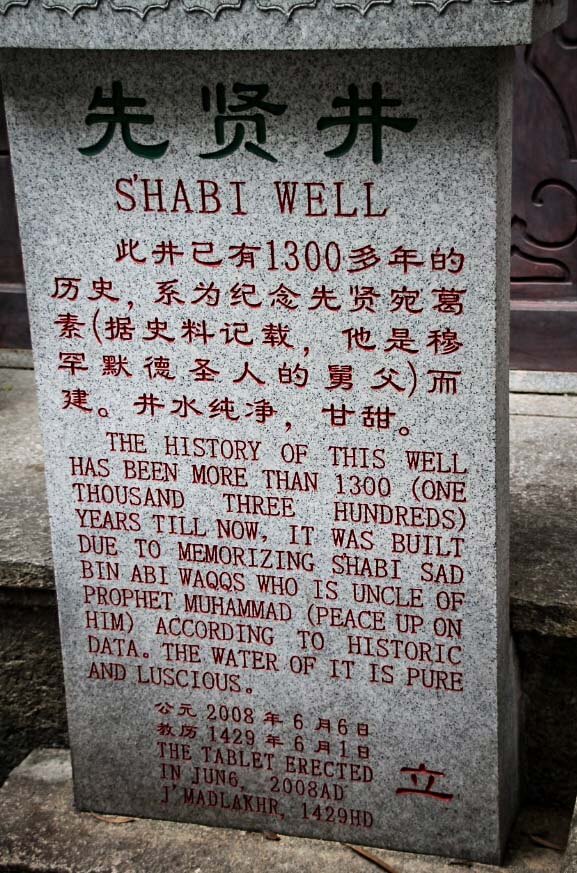 先贤井
S'HABI WELL
此井已有1300多年的
历史，系为纪念先贤宛葛
素(据史料记载，他是穆
罕默德圣人的舅父)而
建。井水纯净，甘甜。
THE HISTORY OF THIS WELL
HAS BEEN MORE THAN 1300 (ONE
THOUSAND THREE HUNDREDS)
YEARS TILL NOW, IT WAS BUILT
DUE TO MEMORIZING S'HABI SAD
BIN ABI WAQQS WHO IS UNCLE OF
PROPHET MUHAMMAD (PEACE UP ON
HIM) ACCORDING TO HISTORIC
DATA. THE WATER OF IT IS PURE
AND LUSCIOUS.
公元 2008 年 6 月 6 日
教历 1429 年 6 月 1 日
THE TABLET ERECTED
IN JUN6, 2008AD
J'MADLAKHR, 1429HD
立